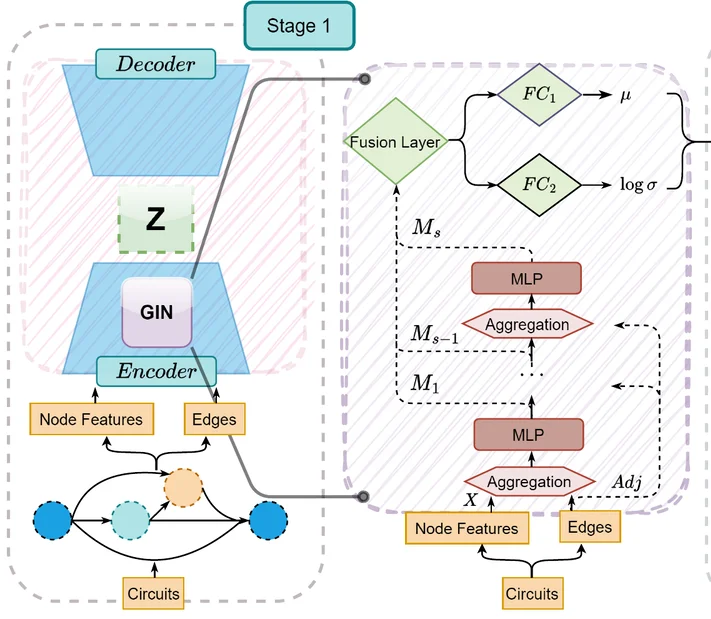 Stage 1
Decoder
Z
GIN
Encoder
Node Features
Edges
Circuits
Fusion Layer
FC₁
μ
FC₂
log σ
Mₛ
MLP
Aggregation
Mₛ₋₁
...
M₁
MLP
Aggregation
X
Adj
Node Features
Edges
Circuits